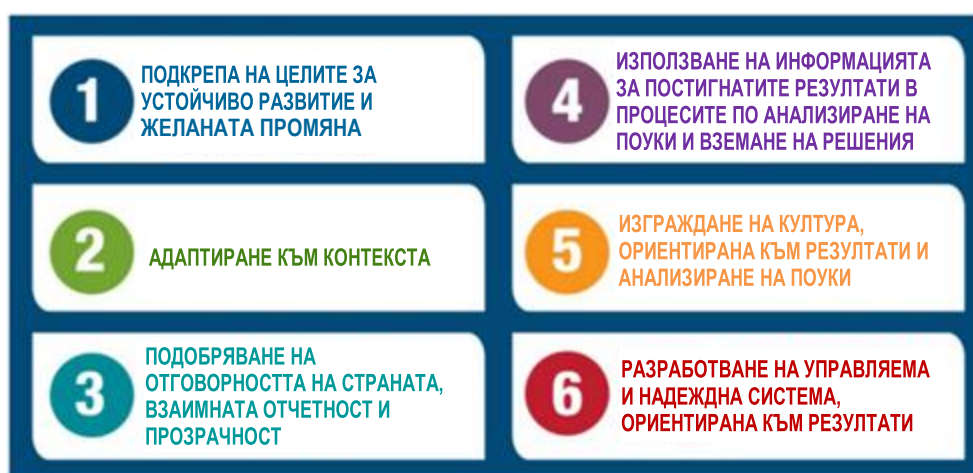 1
ПОДКРЕПА НА ЦЕЛИТЕ ЗА
УСТОЙЧИВО РАЗВИТИЕ И
ЖЕЛАНАТА ПРОМЯНА
2
АДАПТИРАНЕ КЪМ КОНТЕКСТА
3
ПОДОБРЯВАНЕ НА
ОТГОВОРНОСТТА НА СТРАНАТА,
ВЗАИМНАТА ОТЧЕТНОСТ И
ПРОЗРАЧНОСТ
4
ИЗПОЛЗВАНЕ НА ИНФОРМАЦИЯТА
ЗА ПОСТИГНАТИТЕ РЕЗУЛТАТИ В
ПРОЦЕСИТЕ ПО АНАЛИЗИРАНЕ НА
ПОУКИ И ВЗЕМАНЕ НА РЕШЕНИЯ
5
ИЗГРАЖДАНЕ НА КУЛТУРА,
ОРИЕНТИРАНА КЪМ РЕЗУЛТАТИ И
АНАЛИЗИРАНЕ НА ПОУКИ
6
РАЗРАБОТВАНЕ НА УПРАВЛЯЕМА
И НАДЕЖДНА СИСТЕМА,
ОРИЕНТИРАНА КЪМ РЕЗУЛТАТИ